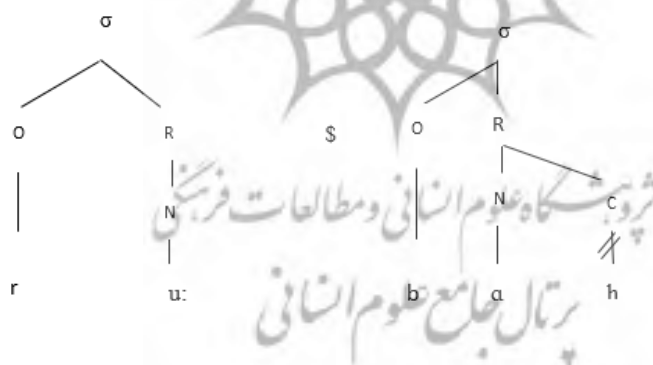 σ σ
O R $ O R
N N C
r u: b ɑ h
پژوهشگاه علوم انسانی و مطالعات فرهنگی
پرتال جامع علوم انسانی